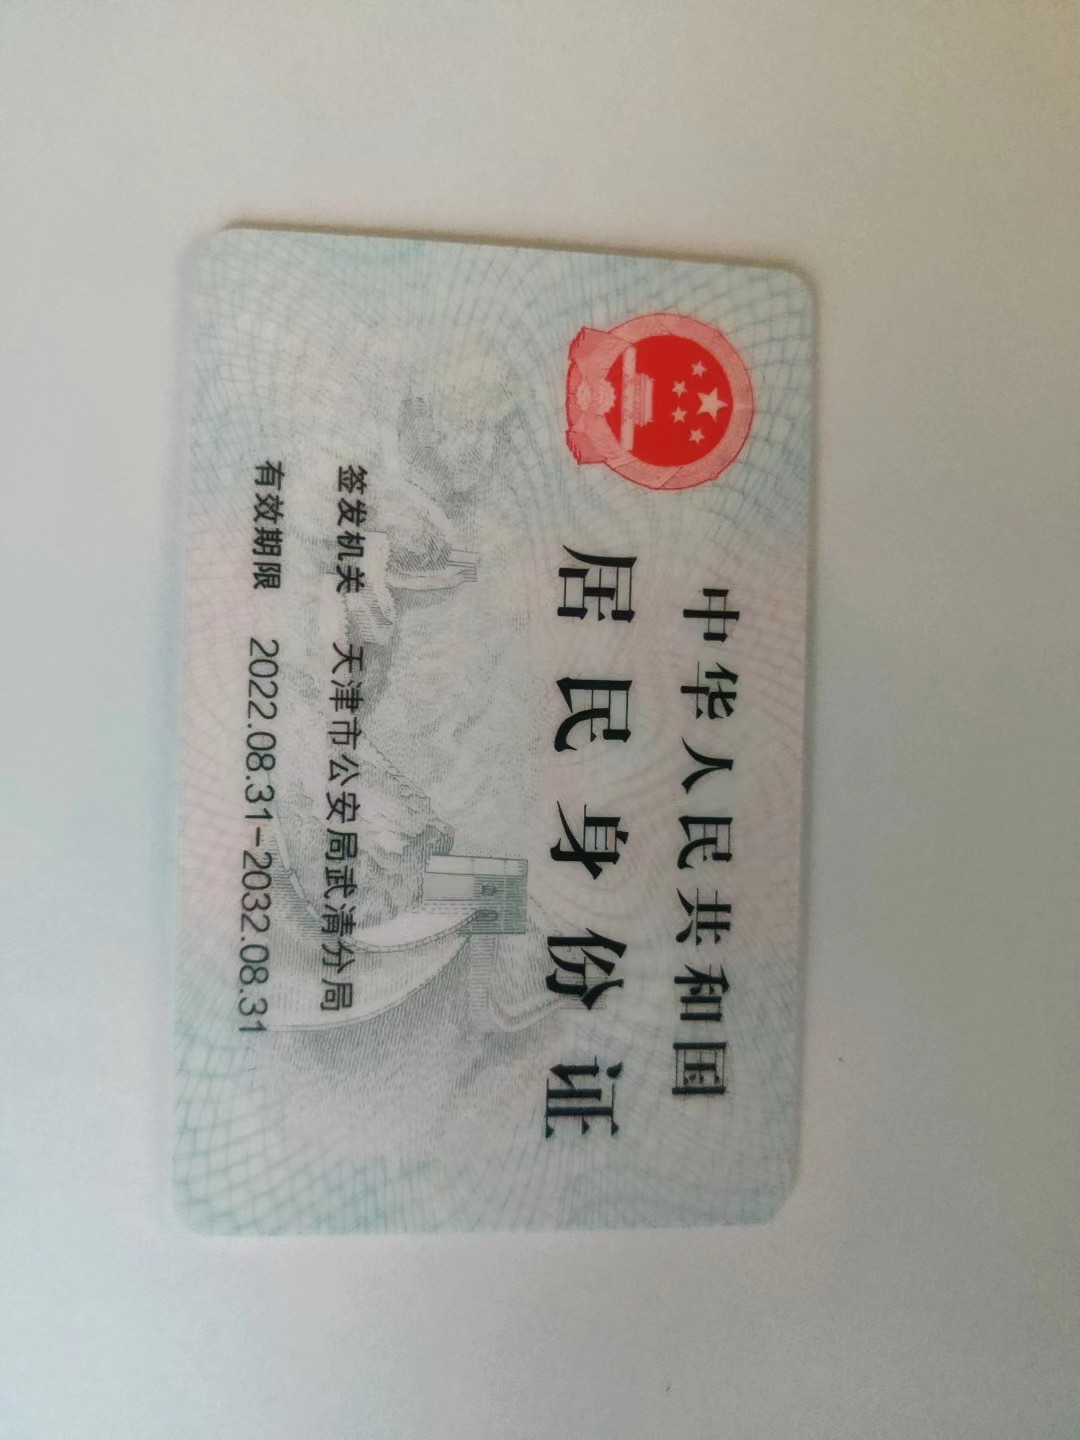 中华人民共和国
居民身份证
签发机关 天津市公安局武清分局
有效期限 2022.08.31-2032.08.31